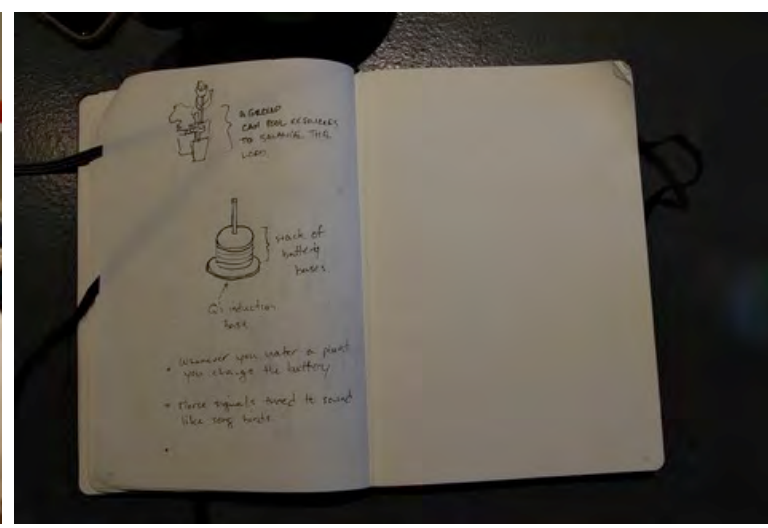 A GROUP
CAN POOL RESOURCES
TO BALANCE THE
LOAD.
stack of
battery
bases
Qi induction
base
• Whenever you water a plant
you change the battery
• Morse signals tuned to sound
like song birds.
•